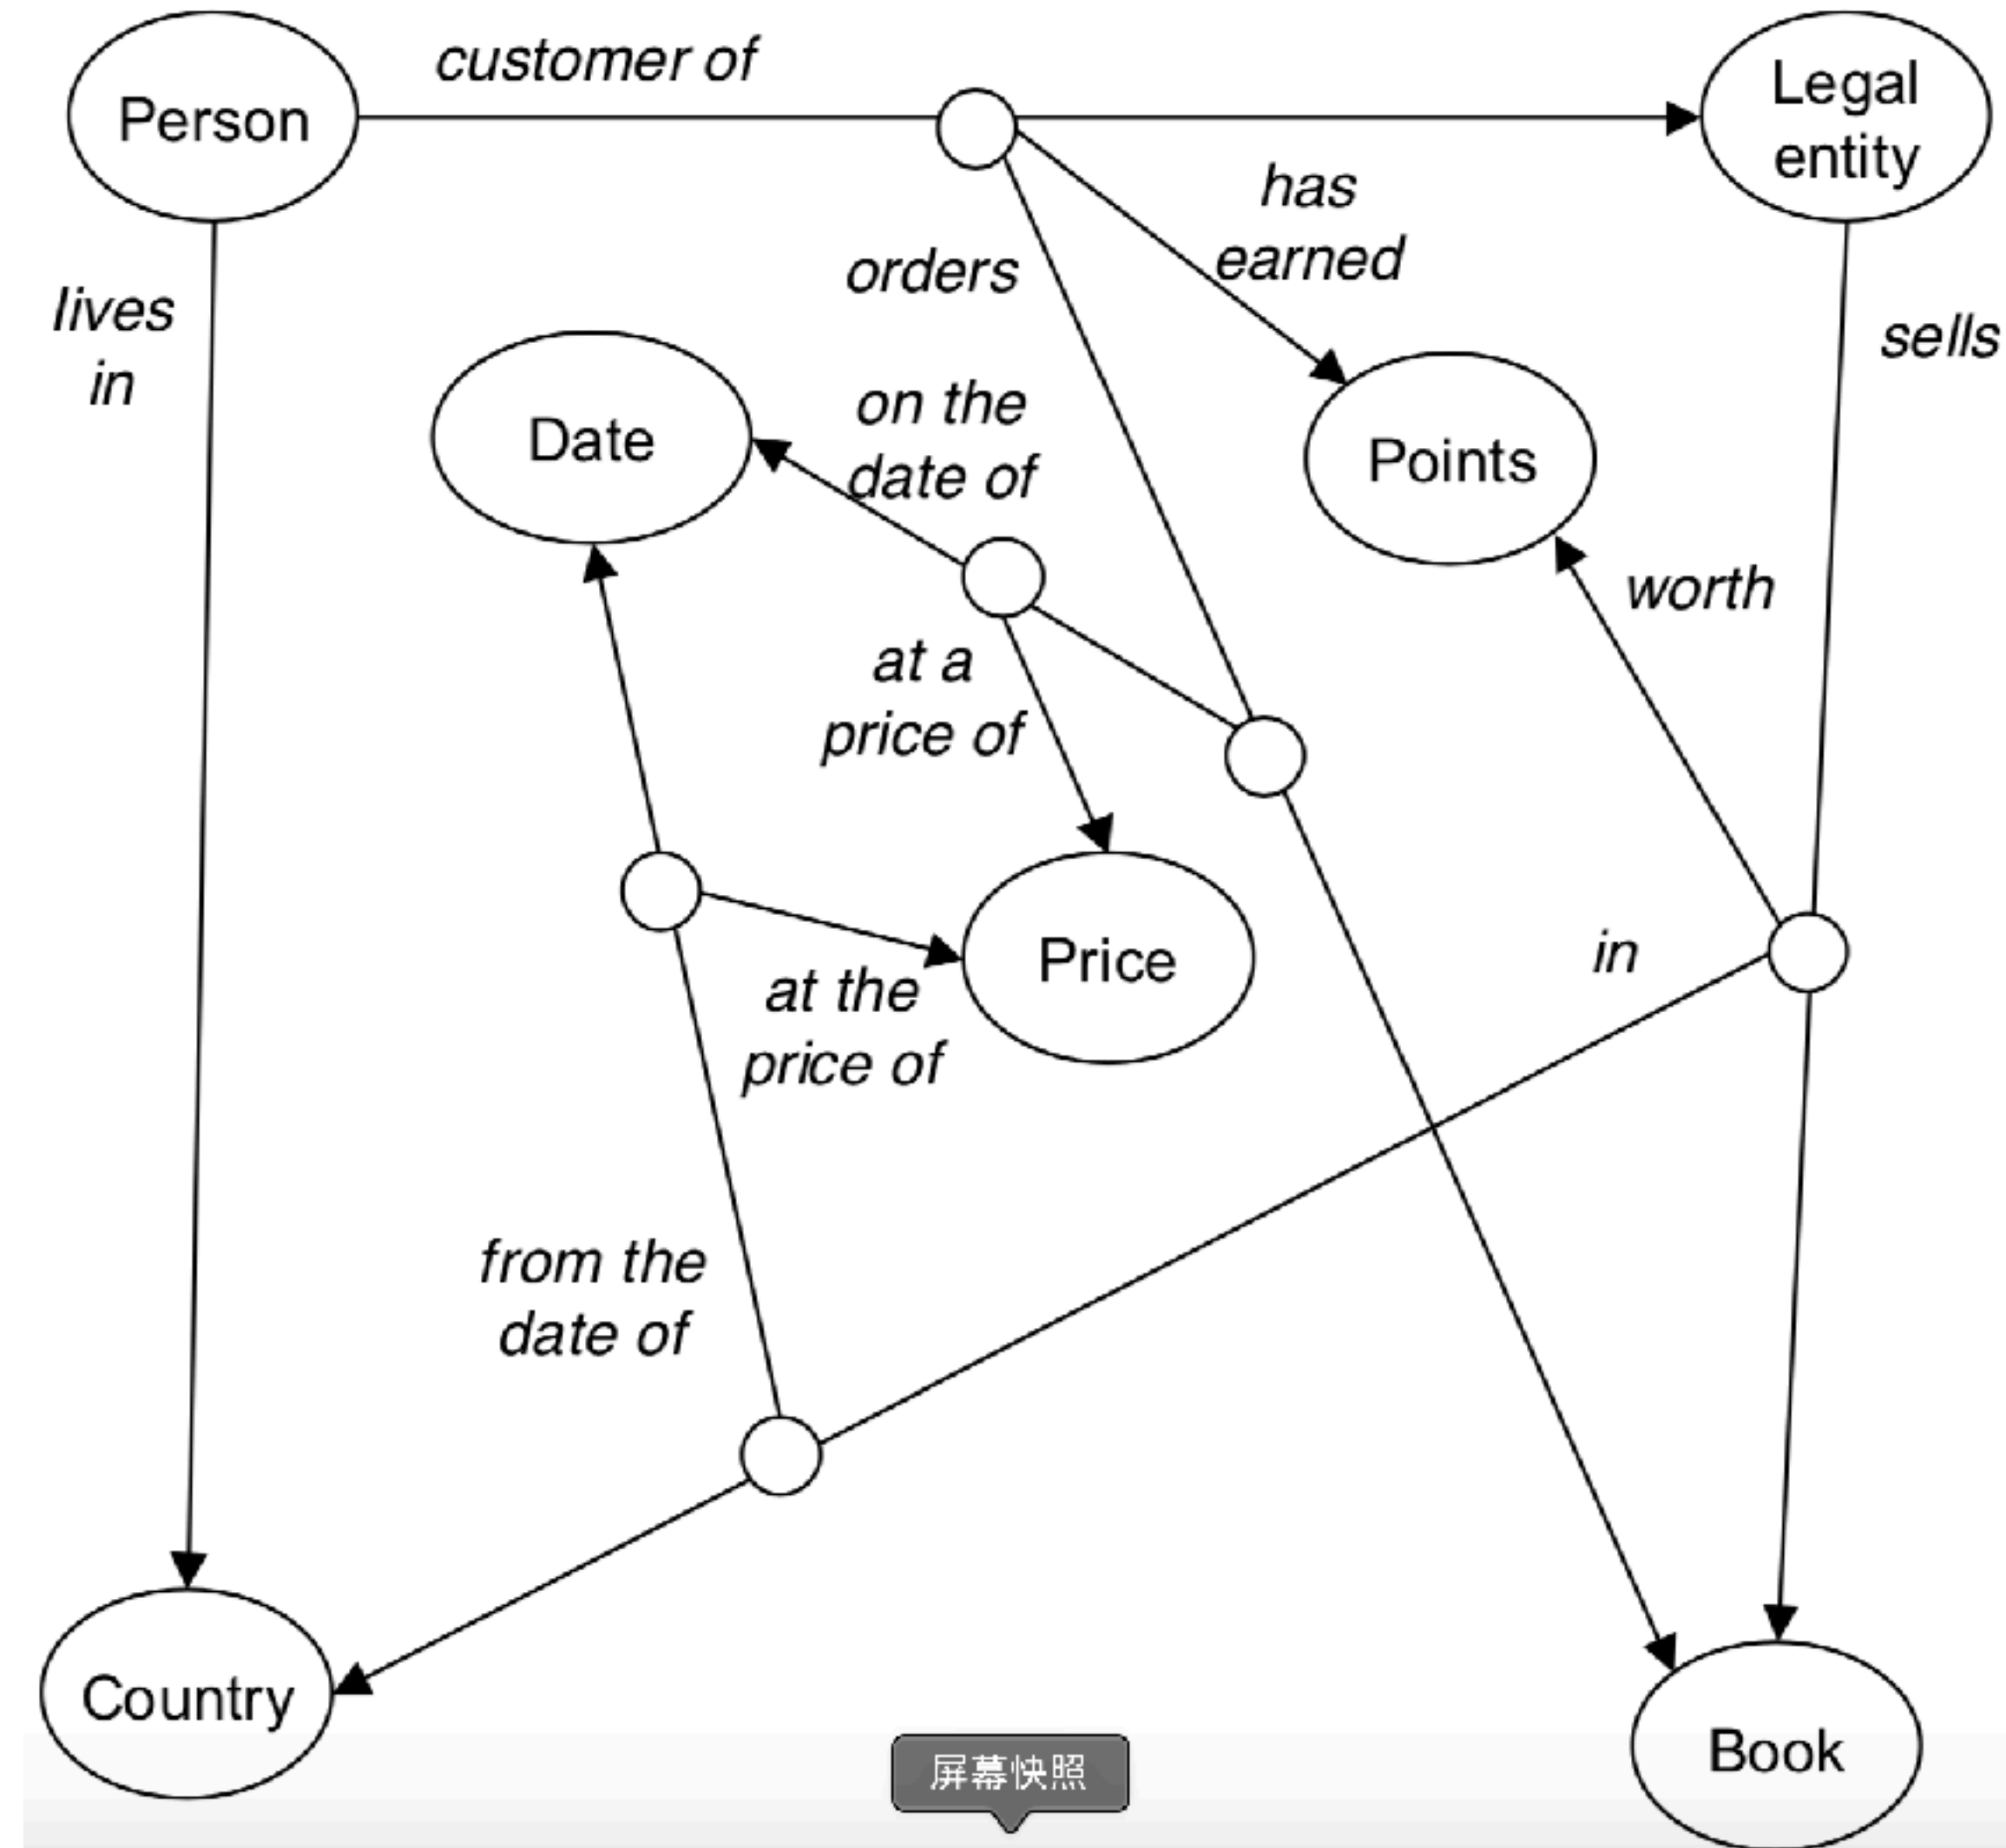 customer of
Person
Legal
entity
has
earned
orders
lives
in
sells
on the
date of
Date
Points
worth
at a
price of
in
Price
at the
price of
from the
date of
Country
Book
屏幕快照